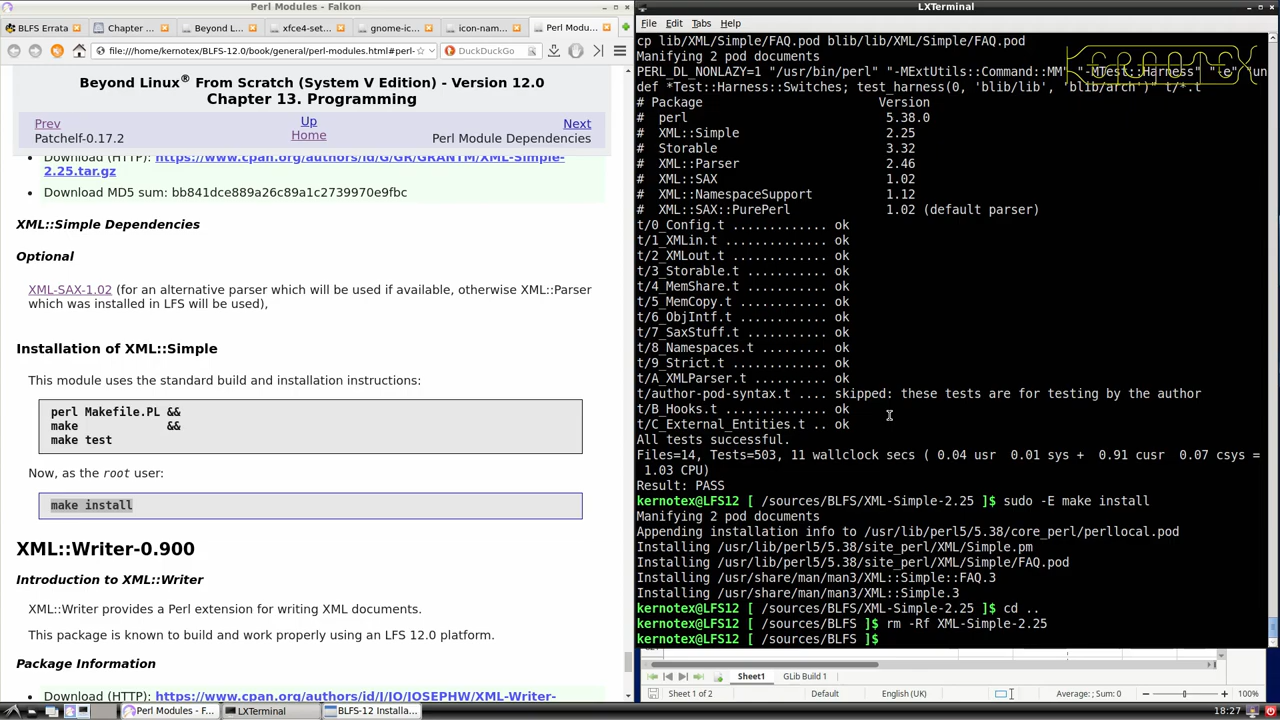 Perl Modules - Falkon
BLFS Errata
Chapter ...
Beyond L...
xfce4-set...
gnome-ic...
icon-nam...
Perl Modu...
file:///home/kernotex/BLFS-12.0/book/general/perl-modules.html#perl-
DuckDuckGo
Beyond Linux® From Scratch (System V Edition) - Version 12.0
Chapter 13. Programming
Prev
Up
Next
Patchelf-0.17.2
Home
Perl Module Dependencies
Download (HTTP): https://www.cpan.org/authors/id/G/GR/GRANTM/XML-Simple-
2.25.tar.gz
Download MD5 sum: bb841dce889a26c89a1c2739970e9fbc
XML::Simple Dependencies
Optional
XML-SAX-1.02 (for an alternative parser which will be used if available, otherwise XML::Parser
which was installed in LFS will be used),
Installation of XML::Simple
This module uses the standard build and installation instructions:
perl Makefile.PL &&
make             &&
make test
Now, as the root user:
make install
XML::Writer-0.900
Introduction to XML::Writer
XML::Writer provides a Perl extension for writing XML documents.
This package is known to build and work properly using an LFS 12.0 platform.
Package Information
Download (HTTP): https://www.cpan.org/authors/id/J/JO/JOSEPHW/XML-Writer-
LXTerminal
File Edit Tabs Help
KERNOTEX
cp lib/XML/Simple/FAQ.pod blib/lib/XML/Simple/FAQ.pod
Manifying 2 pod documents
PERL_DL_NONLAZY=1 "/usr/bin/perl" "-MExtUtils::Command::MM" "-MTest::Harness" "-e" "un
def *Test::Harness::Switches; test_harness(0, 'blib/lib', 'blib/arch')" t/*.t
# Package                        Version
#  perl                          5.38.0
#  XML::Simple                   2.25
#  Storable                      3.32
#  XML::Parser                   2.46
#  XML::SAX                      1.02
#  XML::NamespaceSupport         1.12
#  XML::SAX::PurePerl            1.02 (default parser)
t/0_Config.t ............. ok
t/1_XMLin.t .............. ok
t/2_XMLout.t ............. ok
t/3_Storable.t ........... ok
t/4_MemShare.t ........... ok
t/5_MemCopy.t ............ ok
t/6_ObjIntf.t ............ ok
t/7_SaxStuff.t ........... ok
t/8_Namespaces.t ......... ok
t/9_Strict.t ............. ok
t/A_XMLParser.t .......... ok
t/author-pod-syntax.t .... skipped: these tests are for testing by the author
t/B_Hooks.t .............. ok
t/C_External_Entities.t .. ok
All tests successful.
Files=14, Tests=503, 11 wallclock secs ( 0.04 usr  0.01 sys +  0.91 cusr  0.07 csys =
1.03 CPU)
Result: PASS
kernotex@LFS12 [ /sources/BLFS/XML-Simple-2.25 ]$ sudo -E make install
Manifying 2 pod documents
Appending installation info to /usr/lib/perl5/5.38/core_perl/perllocal.pod
Installing /usr/lib/perl5/5.38/site_perl/XML/Simple.pm
Installing /usr/lib/perl5/5.38/site_perl/XML/Simple/FAQ.pod
Installing /usr/share/man/man3/XML::Simple::FAQ.3
Installing /usr/share/man/man3/XML::Simple.3
kernotex@LFS12 [ /sources/BLFS/XML-Simple-2.25 ]$ cd ..
kernotex@LFS12 [ /sources/BLFS ]$ rm -Rf XML-Simple-2.25
kernotex@LFS12 [ /sources/BLFS ]$
Sheet1
GLib Build 1
Sheet 1 of 2
Default
English (UK)
Average: ; Sum: 0
100%
Perl Modules - F...
LXTerminal
BLFS-12 Installa...
18:27